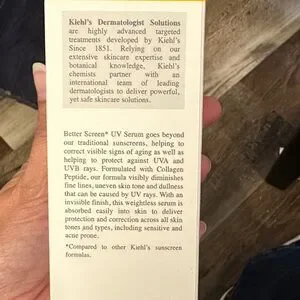 Kiehl's Dermatologist Solutions
are highly advanced targeted
treatments developed by Kiehl's
Since 1851. Relying on our
extensive skincare expertise and
botanical knowledge, Kiehl's
chemists partner with an
international team of leading
dermatologists to deliver powerful,
yet safe skincare solutions.
Better Screen* UV Serum goes beyond
our traditional sunscreens, helping to
correct visible signs of aging as well as
helping to protect against UVA and
UVB rays. Formulated with Collagen
Peptide, our formula visibly diminishes
fine lines, uneven skin tone and dullness
that can be caused by UV rays. With an
invisible finish, this weightless serum is
absorbed easily into skin to deliver
protection and correction across all skin
tones and types, including sensitive and
acne prone.
*Compared to other Kiehl's sunscreen
formulas.